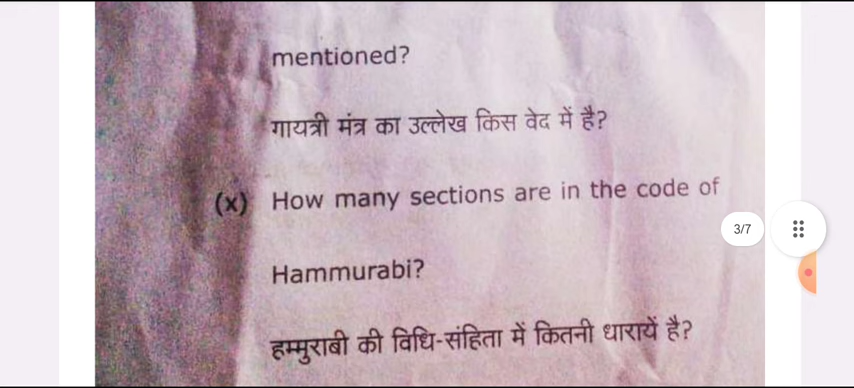 mentioned?
गायत्री मंत्र का उल्लेख किस वेद में है?
(x) How many sections are in the code of
3/7
Hammurabi?
हम्मुराबी की विधि-संहिता में कितनी धारायें है?